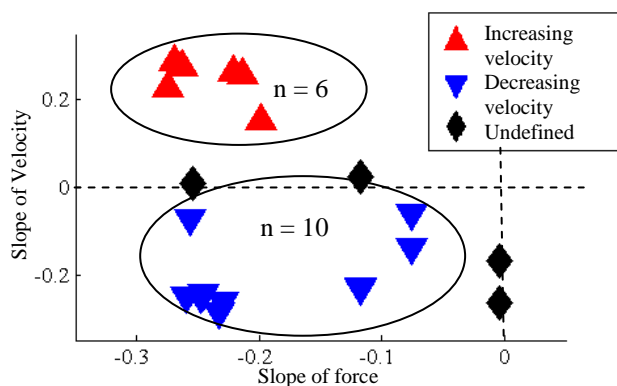 Increasing
velocity
Decreasing
velocity
Undefined
n = 6
n = 10
Slope of Velocity
0.2
0
-0.2
-0.3
-0.2
-0.1
0
Slope of force